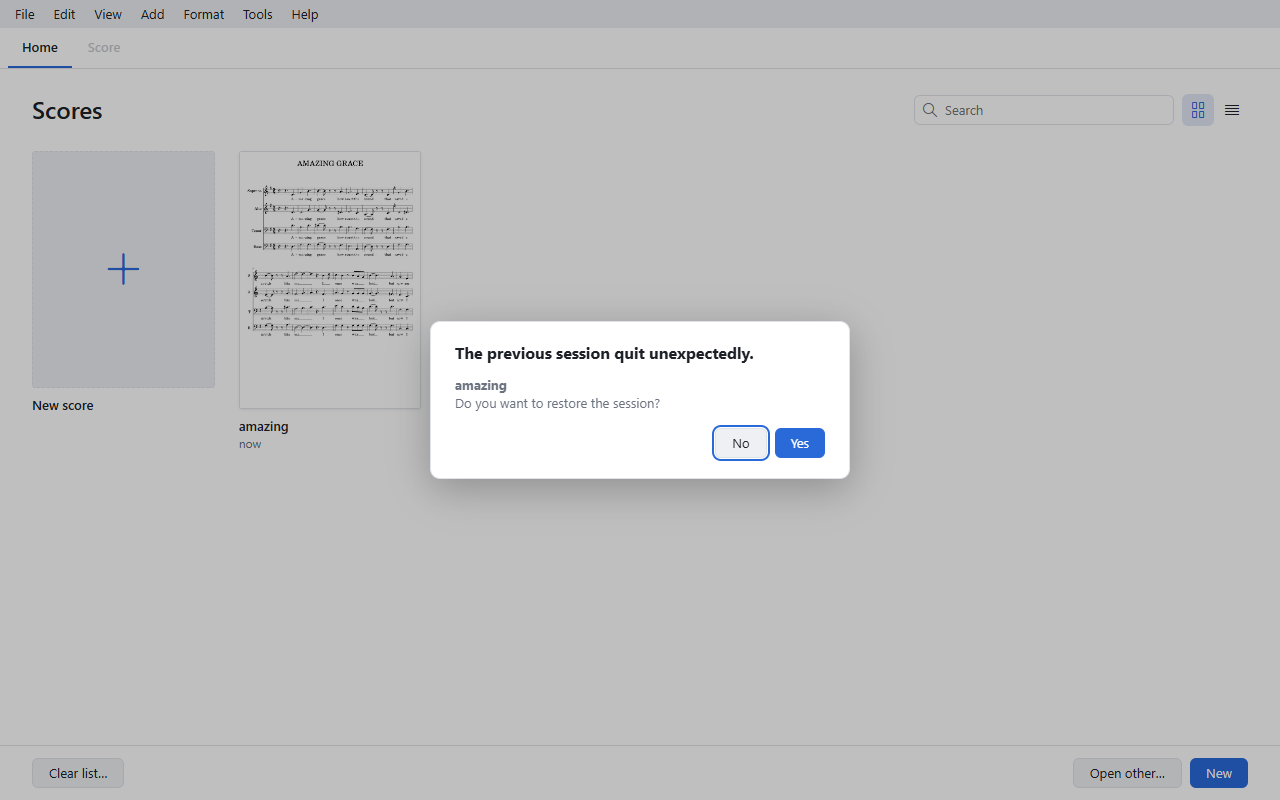 File Edit View Add Format Tools Help
Home Score
Scores
Search
AMAZING GRACE
New score
amazing
now
The previous session quit unexpectedly.
amazing
Do you want to restore the session?
No Yes
Clear list...
Open other... New